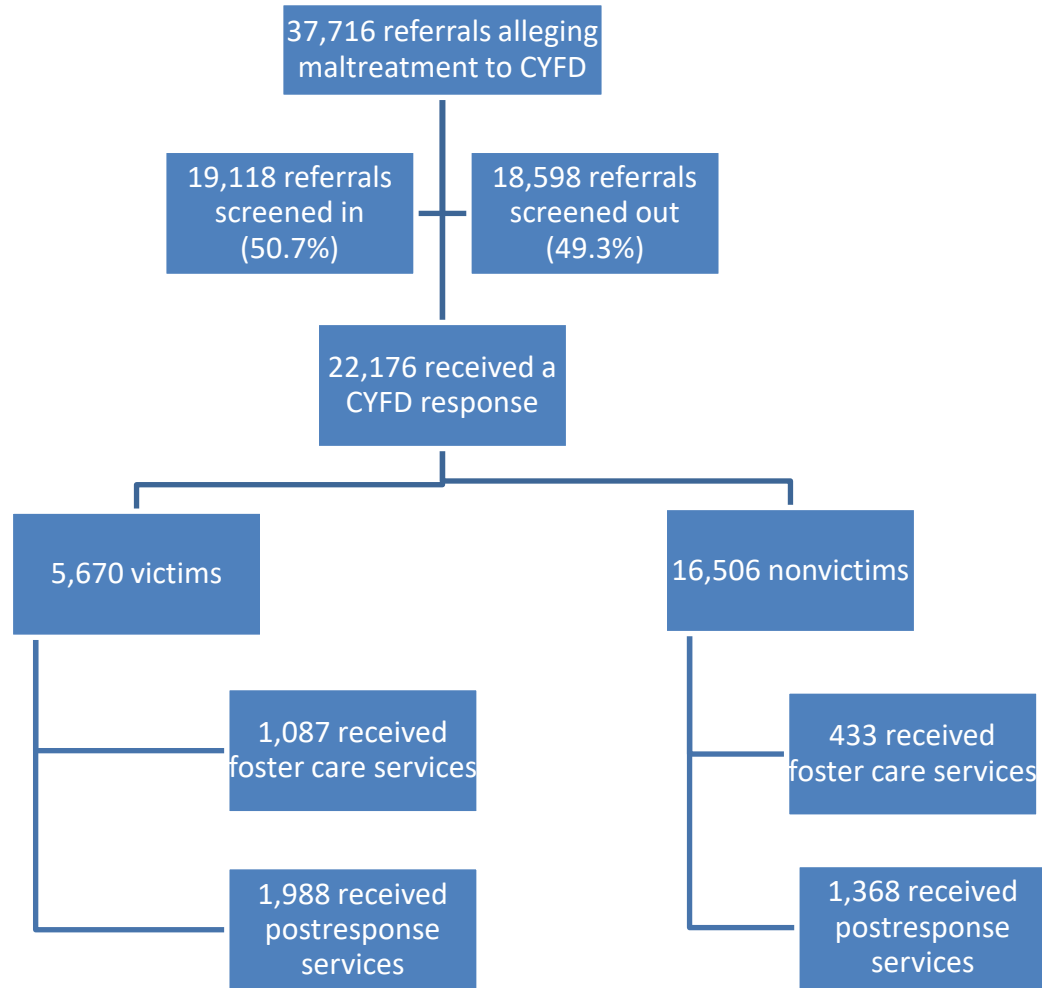 37,716 referrals alleging
maltreatment to CYFD
19,118 referrals
screened in
(50.7%)
18,598 referrals
screened out
(49.3%)
22,176 received a
CYFD response
5,670 victims
16,506 nonvictims
1,087 received
foster care services
433 received
foster care services
1,988 received
postresponse
services
1,368 received
postresponse
services